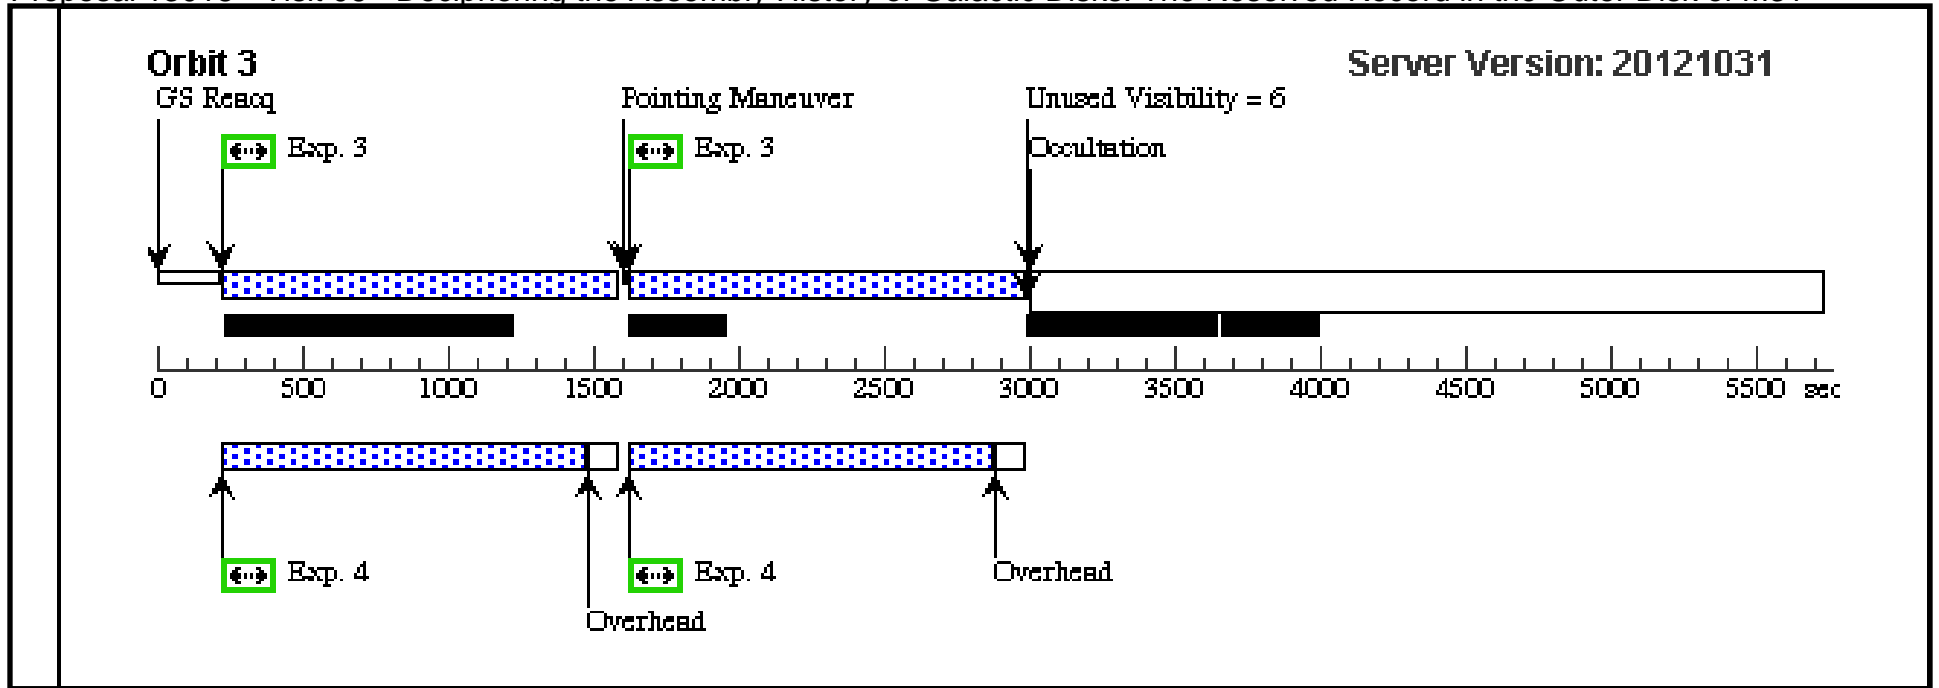 Orbit 3
Server Version: 20121031
GS Reacq
Pointing Maneuver
Unused Visibility = 6
Exp. 3
Exp. 3
Occultation
0 500 1000 1500 2000 2500 3000 3500 4000 4500 5000 5500 sec
Exp. 4
Exp. 4
Overhead
Overhead